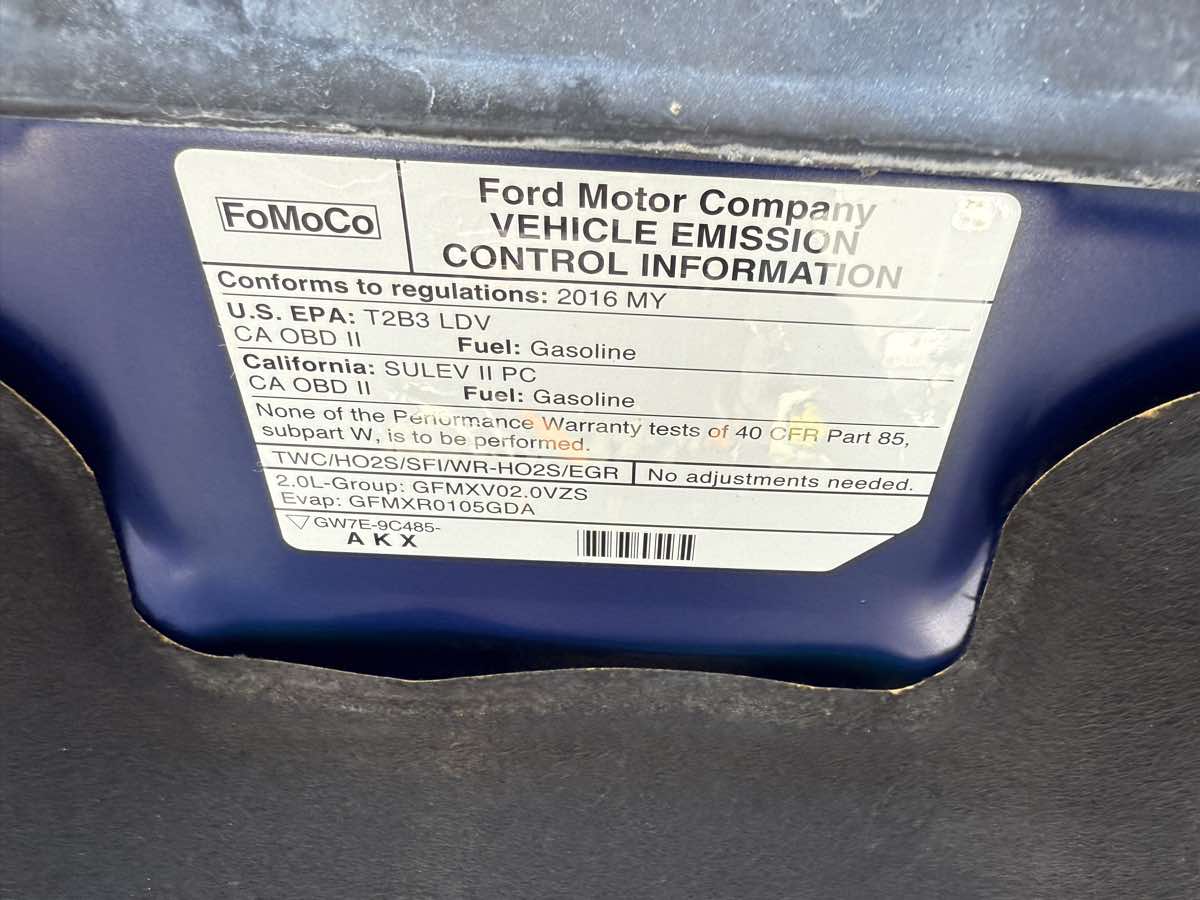 FoMoCo
Ford Motor Company
VEHICLE EMISSION
CONTROL INFORMATION
Conforms to regulations: 2016 MY
U.S. EPA: T2B3 LDV
CA OBD II Fuel: Gasoline
California: SULEV II PC
CA OBD II Fuel: Gasoline
None of the Performance Warranty tests of 40 CFR Part 85,
subpart W, is to be performed.
TWC/HO2S/SFI/WR-HO2S/EGR No adjustments needed.
2.0L-Group: GFMXV02.0VZS
Evap: GFMXR0105GDA
GW7E-9C485-
AKX